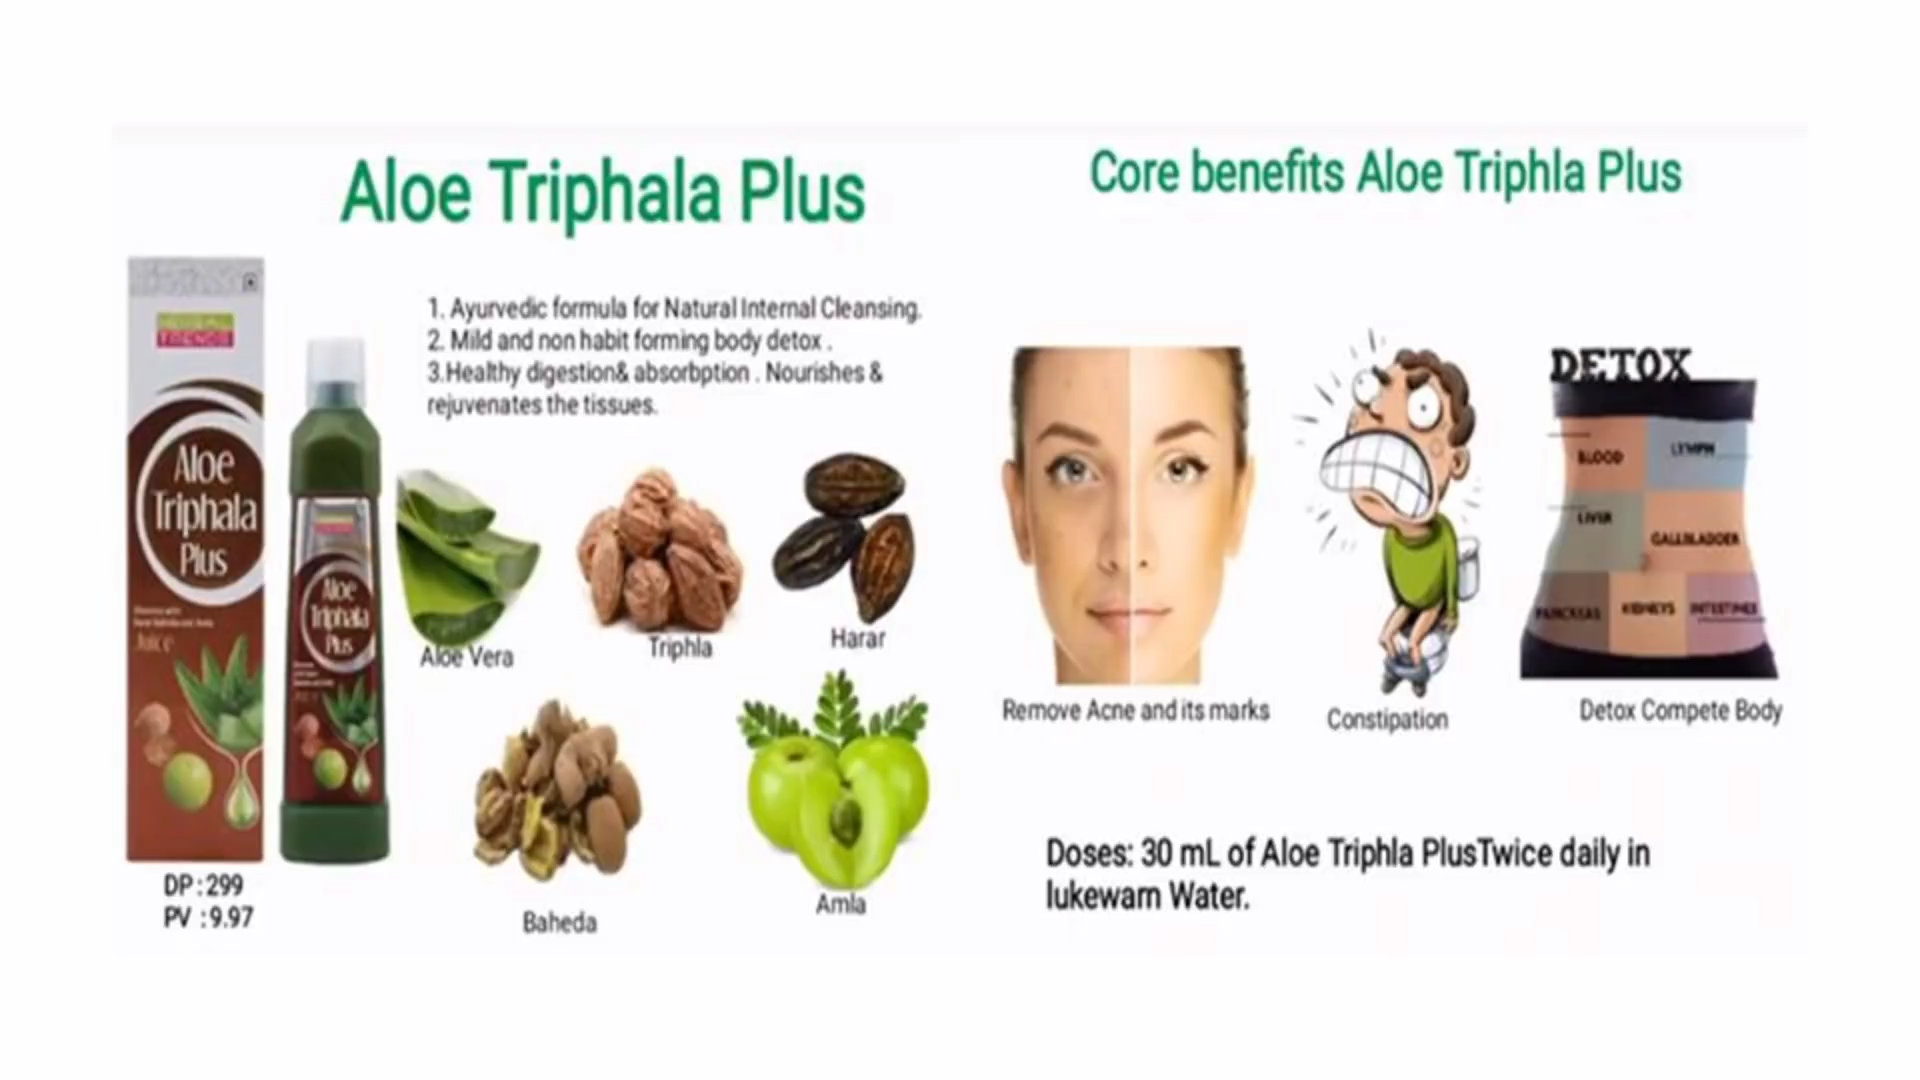 Aloe Triphala Plus
1. Ayurvedic formula for Natural Internal Cleansing.
2. Mild and non habit forming body detox .
3.Healthy digestion& absorbption . Nourishes &
rejuvenates the tissues.
Aloe
Triphala
Plus
Juice
Aloe
Triphala
Plus
Aloe Vera
Triphla
Harar
Baheda
Amla
DP : 299
PV : 9.97
Core benefits Aloe Triphla Plus
DETOX
BLOOD
LYMPH
LIVER
GALLBLADDER
PANCREAS
KIDNEYS
INTESTINES
Remove Acne and its marks
Constipation
Detox Compete Body
Doses: 30 mL of Aloe Triphla PlusTwice daily in
lukewarm Water.